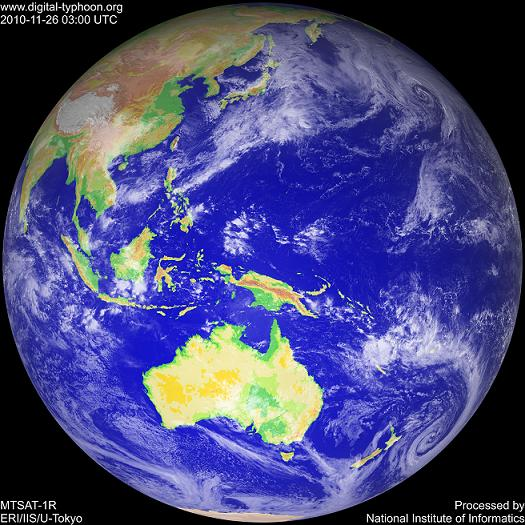 www.digital-typhoon.org
2010-11-26 03:00 UTC
MTSAT-1R
ERI/IIS/U-Tokyo
Processed by
National Institute of Informatics